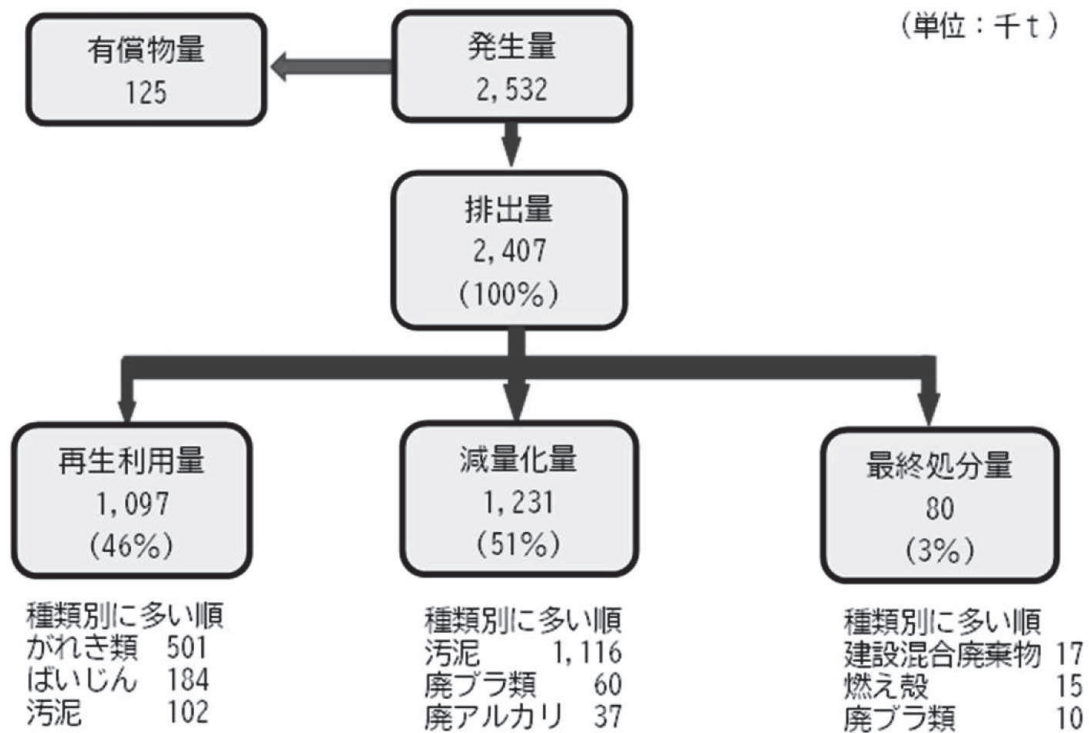 (単位：千t)
有償物量
125
発生量
2,532
排出量
2,407
(100%)
再生利用量
1,097
(46%)
減量化量
1,231
(51%)
最終処分量
80
(3%)
種類別に多い順
がれき類 501
ばいじん 184
汚泥 102
種類別に多い順
汚泥 1,116
廃プラ類 60
廃アルカリ 37
種類別に多い順
建設混合廃棄物 17
燃え殻 15
廃プラ類 10